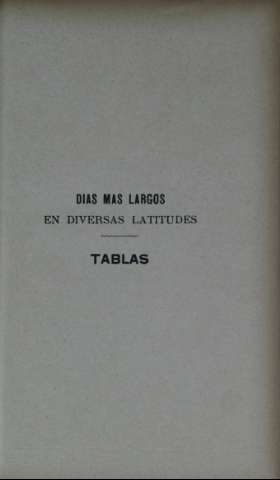 DIAS MAS LARGOS
EN DIVERSAS LATITUDES
TABLAS